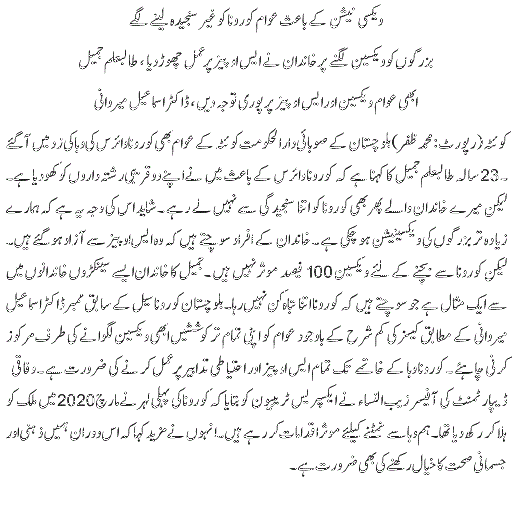 ویکسی نیشن کے باعث عوام کورونا کو غیر سنجیدہ لینے لگے
بزرگوں کو ویکسین لگنے پر خاندان نے ایس او پیز پر عمل چھوڑ دیا، طالبعلم جمیل
ابھی عوام ویکسین اور ایس او پیز پر پوری توجہ دیں، ڈاکٹر اسماعیل میروانی
کوئٹہ (رپورٹ: محمد ظفر) بلوچستان کے صوبائی دارالحکومت کوئٹہ کے عوام بھی کورونا وائرس کی وبا کی زد میں آ گئے
۔ 23 سالہ طالبعلم جمیل کا کہنا ہے کہ کورونا وائرس کے باعث میں نے اپنے دو قریبی رشتہ داروں کو کھو دیا ہے۔
لیکن میرے خاندان والے پھر بھی کورونا کو اتنا سنجیدگی سے نہیں لے رہے۔ شاید اس کی وجہ یہ ہے کہ ہمارے
زیادہ تر بزرگوں کی ویکسینیشن ہو چکی ہے۔ خاندان کے افراد سوچتے ہیں کہ وہ ایس او پیز سے آزاد ہو گئے ہیں۔
لیکن کورونا سے بچنے کے لئے ویکسین 100 فیصد موثر نہیں ہیں۔ جمیل کا خاندان ایسے سینکڑوں خاندانوں میں
سے ایک مثال ہے جو سوچتے ہیں کہ کورونا اتنا تباہ کن نہیں رہا۔ بلوچستان کورونا سیل کے سابق ممبر ڈاکٹر اسماعیل
میروانی کے مطابق کیسز کی کم شرح کے باوجود عوام کو اپنی تمام تر کوششیں ابھی ویکسین لگوانے کی طرف مرکوز
کرنی چاہئے۔ کورونا وبا کے خاتمے تک تمام ایس او پیز اور احتیاطی تدابیر پر عمل کرنے کی ضرورت ہے۔ وفاقی
ڈیپارٹمنٹ کی آفیسر زیب النساء نے ایکسپریس ٹریبیون کو بتایا کہ کورونا کی پہلی لہر نے مارچ 2020 میں ملک کو
ہلا کر رکھ دیا تھا۔ ہم وبا سے نمٹنے کیلئے موثر اقدامات کر رہے ہیں۔ انہوں نے مزید کہا کہ اس دوران ہمیں ذہنی اور
جسمانی صحت کا خیال رکھنے کی بھی ضرورت ہے۔